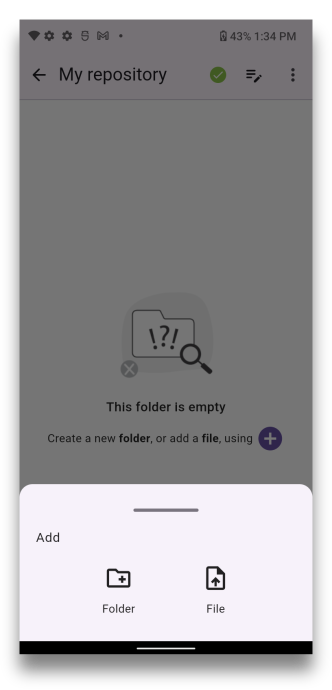 43% 1:34 PM
My repository
!?!
This folder is empty
Create a new folder, or add a file, using
Add
Folder
File